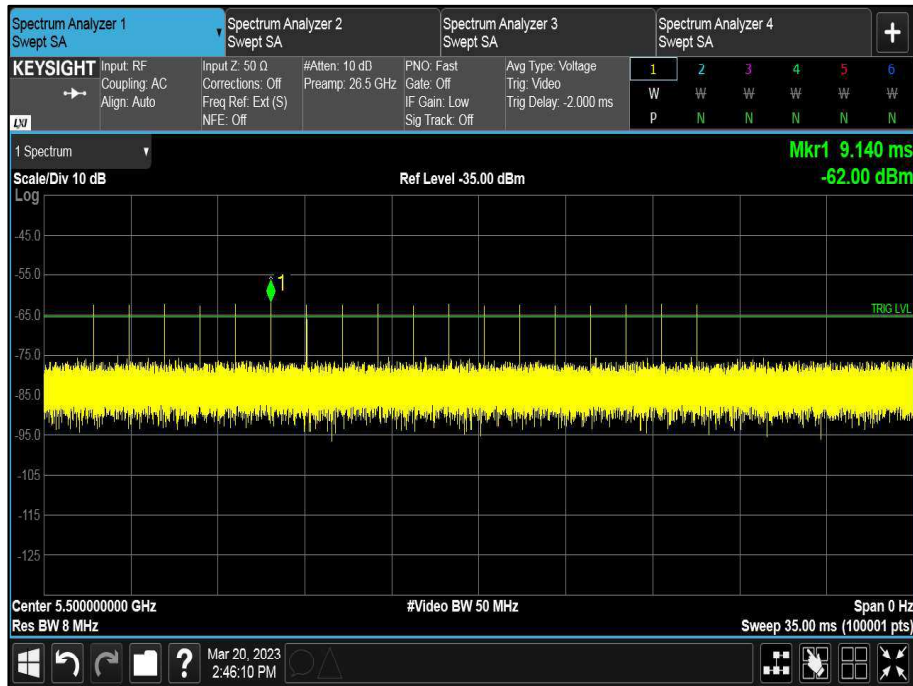 Spectrum Analyzer 1
Swept SA
Spectrum Analyzer 2
Swept SA
Spectrum Analyzer 3
Swept SA
Spectrum Analyzer 4
Swept SA
+
KEYSIGHT
LXI
Input: RF
Coupling: AC
Align: Auto
Input Z: 50 Ω
Corrections: Off
Freq Ref: Ext (S)
NFE: Off
#Atten: 10 dB
Preamp: 26.5 GHz
PNO: Fast
Gate: Off
IF Gain: Low
Sig Track: Off
Avg Type: Voltage
Trig: Video
Trig Delay: -2.000 ms
1 2 3 4 5 6
W W W W W W
P N N N N N
1 Spectrum
Mkr1 9.140 ms
Scale/Div 10 dB
Ref Level -35.00 dBm
-62.00 dBm
Log
-45.0
-55.0
1
-65.0
TRIG LVL
-75.0
-85.0
-95.0
-105
-115
-125
Center 5.500000000 GHz
#Video BW 50 MHz
Span 0 Hz
Res BW 8 MHz
Sweep 35.00 ms (100001 pts)
?
Mar 20, 2023
2:46:10 PM